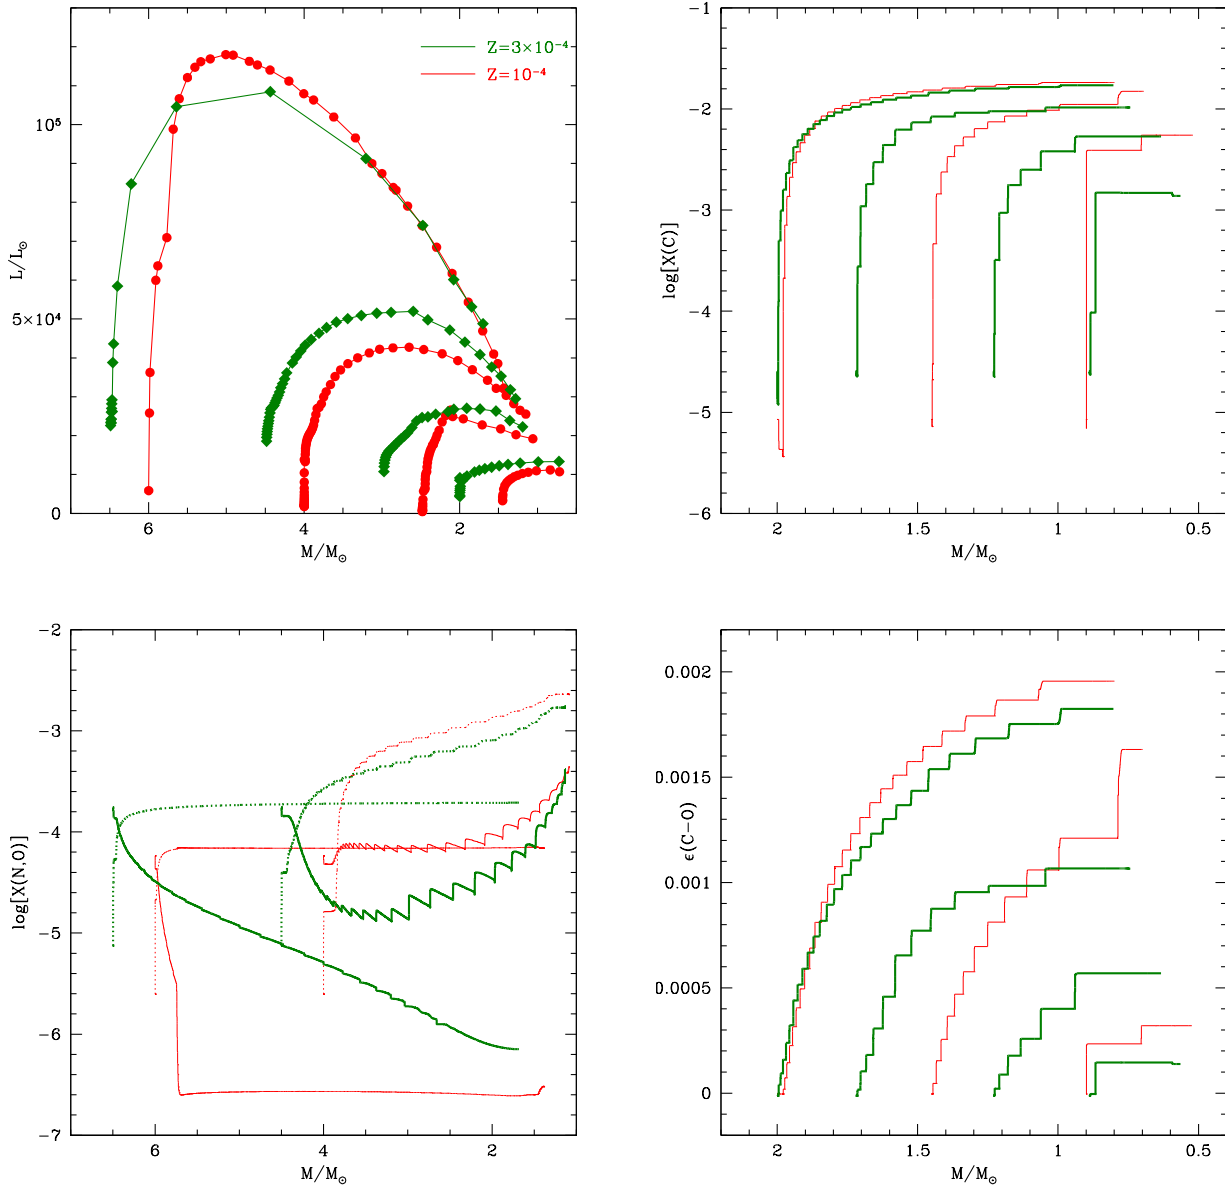 Z=3×10⁻⁴
Z=10⁻⁴
10⁵
L/L⊙
5×10⁴
0
6 4 2
M/M⊙
-1
-2
log[X(C)]
-3
-4
-5
-6
2 1.5 1 0.5
M/M⊙
-2
-3
-4
log[X(N,O)]
-5
-6
-7
6 4 2
M/M⊙
0.002
0.0015
ε(C-O)
0.001
0.0005
0
2 1.5 1 0.5
M/M⊙